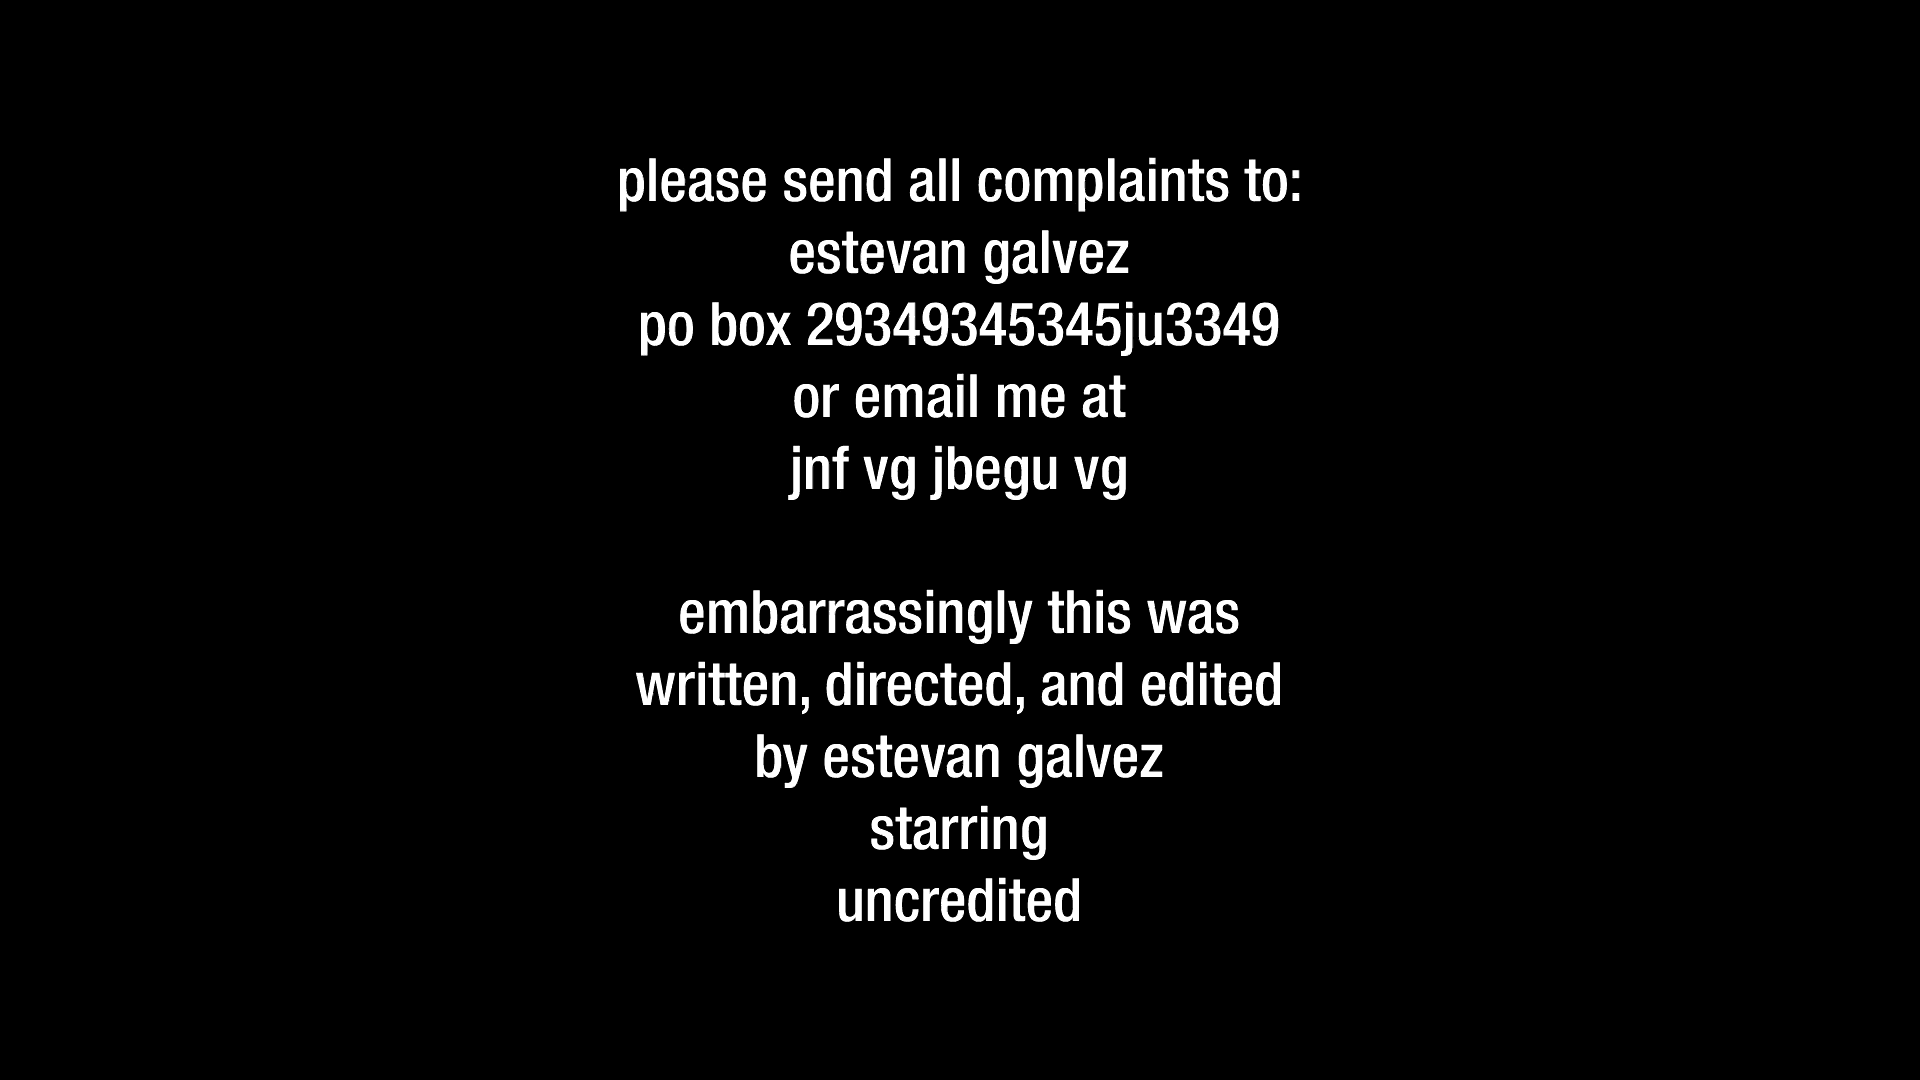 please send all complaints to:
estevan galvez
po box 29349345345ju3349
or email me at
jnf vg jbegu vg
embarrassingly this was
written, directed, and edited
by estevan galvez
starring
uncredited